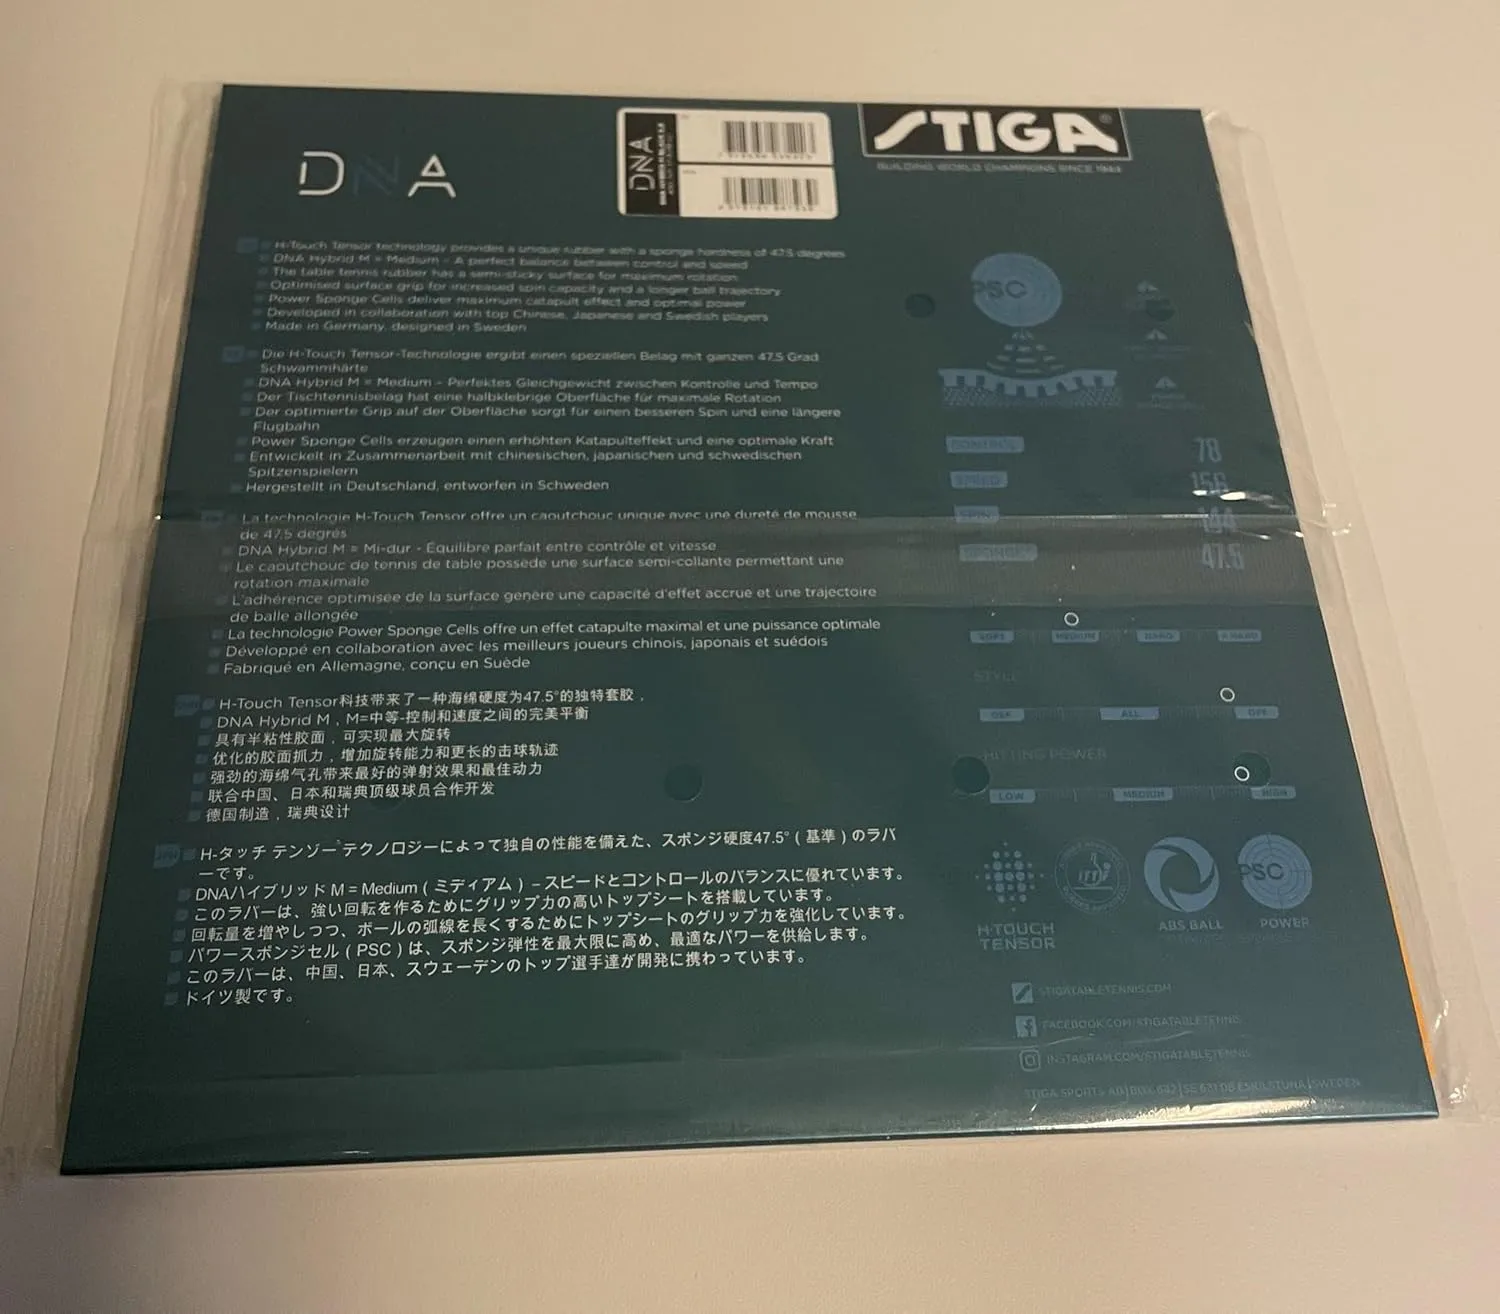 DNA
DNA
STIGA®
BUILDING WORLD CHAMPIONS SINCE 1944
H-Touch Tensor technology provides a unique rubber with a sponge hardness of 47.5 degrees
DNA Hybrid M = Medium - A perfect balance between control and speed
The table tennis rubber has a semi-sticky surface for maximum rotation
Optimised surface grip for increased spin capacity and a longer ball trajectory
Power Sponge Cells deliver maximum catapult effect and optimal power
Developed in collaboration with top Chinese, Japanese and Swedish players
Made in Germany, designed in Sweden
Die H-Touch Tensor-Technologie ergibt einen speziellen Belag mit ganzen 47,5 Grad
Schwammhärte
DNA Hybrid M = Medium - Perfektes Gleichgewicht zwischen Kontrolle und Tempo
Der Tischtennisbelag hat eine halbklebrige Oberfläche für maximale Rotation
Der optimierte Grip auf der Oberfläche sorgt für einen besseren Spin und eine längere
Flugbahn
Power Sponge Cells erzeugen einen erhöhten Katapulteffekt und eine optimale Kraft
Entwickelt in Zusammenarbeit mit chinesischen, japanischen und schwedischen
Spitzenspielern
Hergestellt in Deutschland, entworfen in Schweden
La technologie H-Touch Tensor offre un caoutchouc unique avec une dureté de mousse
de 47,5 degrés
DNA Hybrid M = Mi-dur - Équilibre parfait entre contrôle et vitesse
Le caoutchouc de tennis de table possède une surface semi-collante permettant une
rotation maximale
L'adhérence optimisée de la surface génère une capacité d'effet accrue et une trajectoire
de balle allongée
La technologie Power Sponge Cells offre un effet catapulte maximal et une puissance optimale
Développé en collaboration avec les meilleurs joueurs chinois, japonais et suédois
Fabriqué en Allemagne, conçu en Suède
H-Touch Tensor科技带来了一种海绵硬度为47.5°的独特套胶，
DNA Hybrid M，M=中等-控制和速度之间的完美平衡
具有半粘性胶面，可实现最大旋转
优化的胶面抓力，增加旋转能力和更长的击球轨迹
强劲的海绵气孔带来最好的弹射效果和最佳动力
联合中国、日本和瑞典顶级球员合作开发
德国制造，瑞典设计
H-タッチ テンゾーテクノロジーによって独自の性能を備えた、スポンジ硬度47.5°（基準）のラバ
ーです。
DNAハイブリッド M = Medium（ミディアム）– スピードとコントロールのバランスに優れています。
このラバーは、強い回転を作るためにグリップ力の高いトップシートを搭載しています。
回転量を増やしつつ、ボールの弧線を長くするためにトップシートのグリップ力を強化しています。
パワースポンジセル（PSC）は、スポンジ弾性を最大限に高め、最適なパワーを供給します。
このラバーは、中国、日本、スウェーデンのトップ選手達が開発に携わっています。
ドイツ製です。
PSC
CONTROL 78
SPEED 156
SPIN 144
SPONGE 47.5
SOFT MEDIUM HARD X-HARD
STYLE
DEF ALL OFF
HITTING POWER
LOW MEDIUM HIGH
H-TOUCH
TENSOR
ITTF
ABS BALL
PSC
POWER
STIGATABLETENNIS.COM
FACEBOOK.COM/STIGATABLETENNIS
INSTAGRAM.COM/STIGATABLETENNIS
STIGA SPORTS AB | BOX 642 | SE 631 08 ESKILSTUNA | SWEDEN